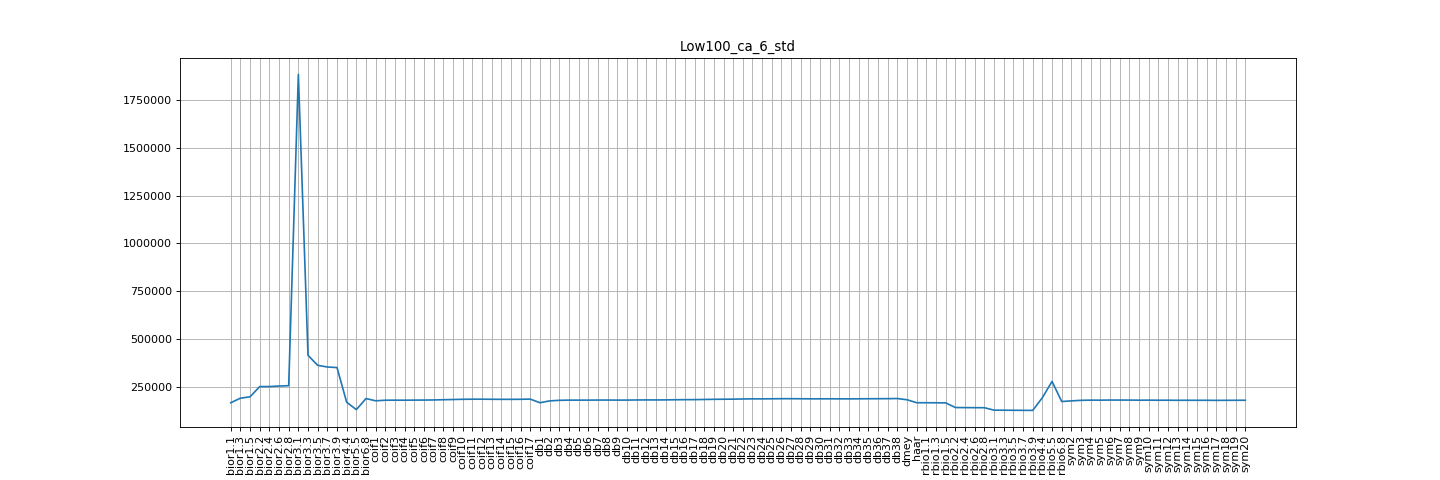 Low100_ca_6_std
1750000
1500000
1250000
1000000
750000
500000
250000
bior1.1
bior1.3
bior1.5
bior2.2
bior2.4
bior2.6
bior2.8
bior3.1
bior3.3
bior3.5
bior3.7
bior3.9
bior4.4
bior5.5
bior6.8
coif1
coif2
coif3
coif4
coif5
coif6
coif7
coif8
coif9
coif10
coif11
coif12
coif13
coif14
coif15
coif16
coif17
db1
db2
db3
db4
db5
db6
db7
db8
db9
db10
db11
db12
db13
db14
db15
db16
db17
db18
db19
db20
db21
db22
db23
db24
db25
db26
db27
db28
db29
db30
db31
db32
db33
db34
db35
db36
db37
db38
dmey
haar
rbio1.1
rbio1.3
rbio1.5
rbio2.2
rbio2.4
rbio2.6
rbio2.8
rbio3.1
rbio3.3
rbio3.5
rbio3.7
rbio3.9
rbio4.4
rbio5.5
rbio6.8
sym2
sym3
sym4
sym5
sym6
sym7
sym8
sym9
sym10
sym11
sym12
sym13
sym14
sym15
sym16
sym17
sym18
sym19
sym20